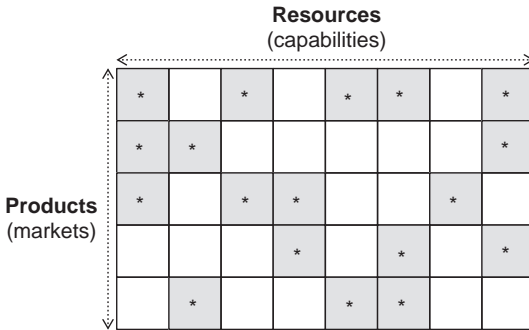 Resources
(capabilities)
Products
(markets)
* * * * *
* * *
* * * *
* * *
* * *